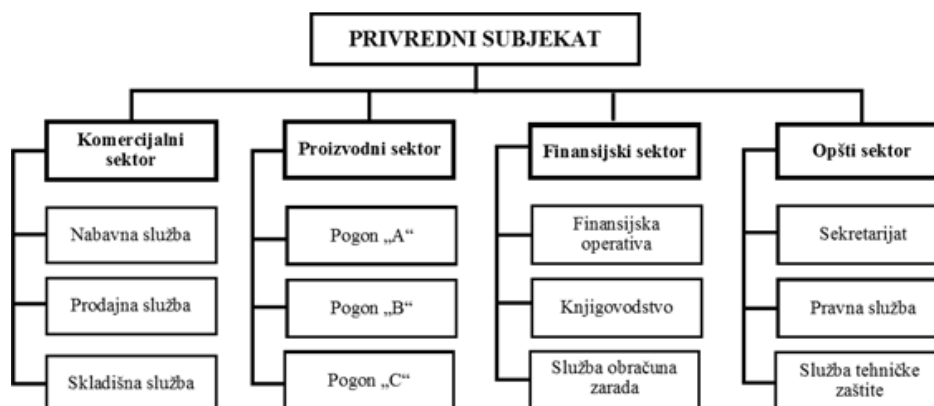 PRIVREDNI SUBJEKAT
Komercijalni
sektor
Nabavna služba
Prodajna služba
Skladišna služba
Proizvodni sektor
Pogon „A“
Pogon „B“
Pogon „C“
Finansijski sektor
Finansijska
operativa
Knjigovodstvo
Služba obračuna
zarada
Opšti sektor
Sekretarijat
Pravna služba
Služba tehničke
zaštite